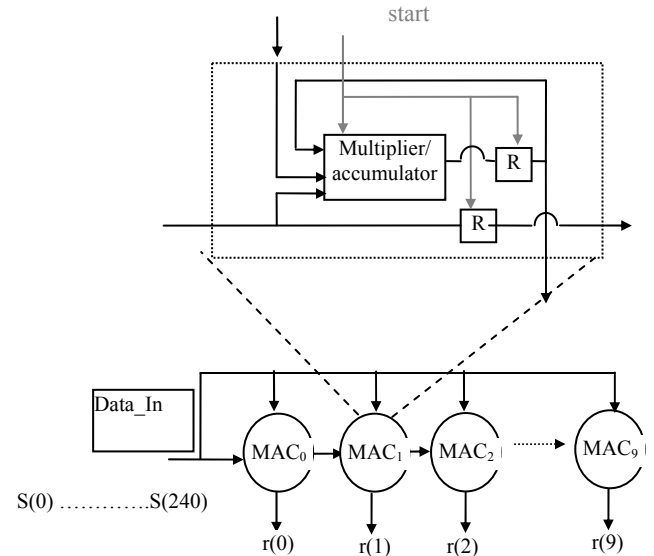 start
Multiplier/
accumulator
R
R
Data_In
MAC₀
MAC₁
MAC₂
MAC₉
S(0) ………….S(240)
r(0)
r(1)
r(2)
r(9)